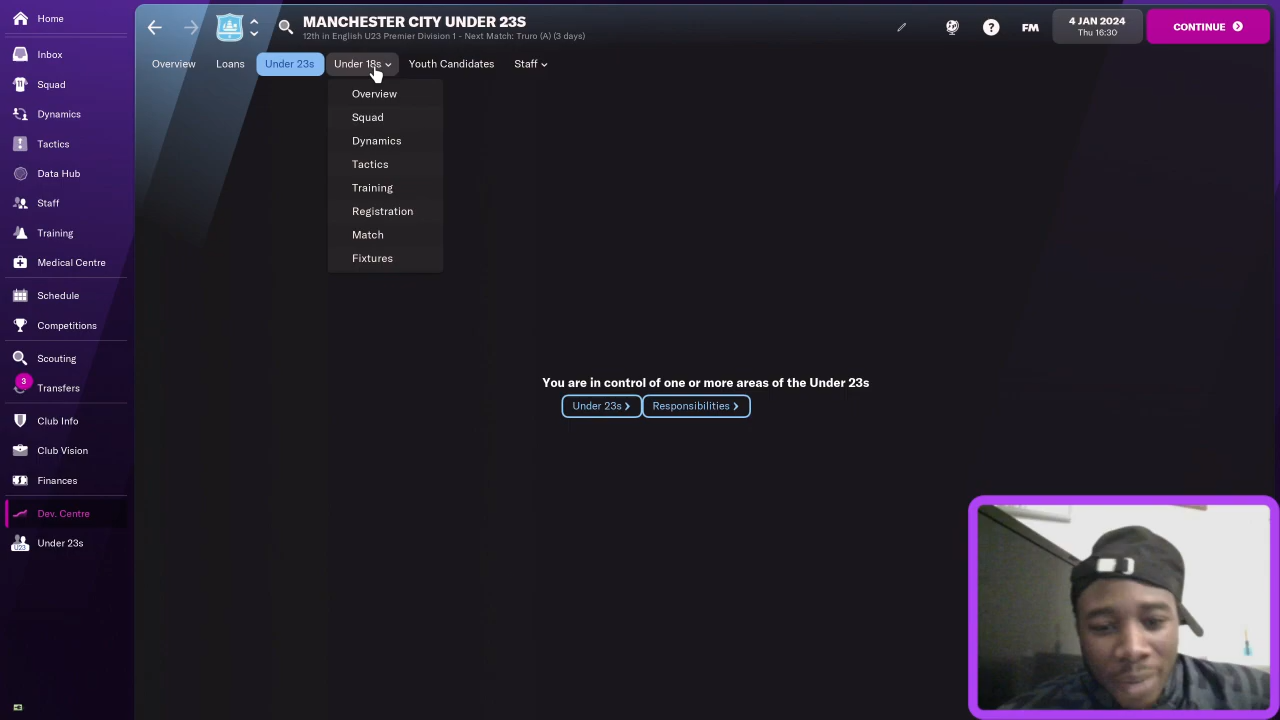 Home
Inbox
Squad
Dynamics
Tactics
Data Hub
Staff
Training
Medical Centre
Schedule
Competitions
Scouting
3
Transfers
Club Info
Club Vision
Finances
Dev. Centre
Under 23s
U23
11
MANCHESTER CITY UNDER 23S
12th in English U23 Premier Division 1 - Next Match: Truro (A) (3 days)
?
FM
4 JAN 2024
Thu 16:30
CONTINUE
Overview
Loans
Under 23s
Under 18s
Youth Candidates
Staff
Overview
Squad
Dynamics
Tactics
Training
Registration
Match
Fixtures
You are in control of one or more areas of the Under 23s
Under 23s
Responsibilities